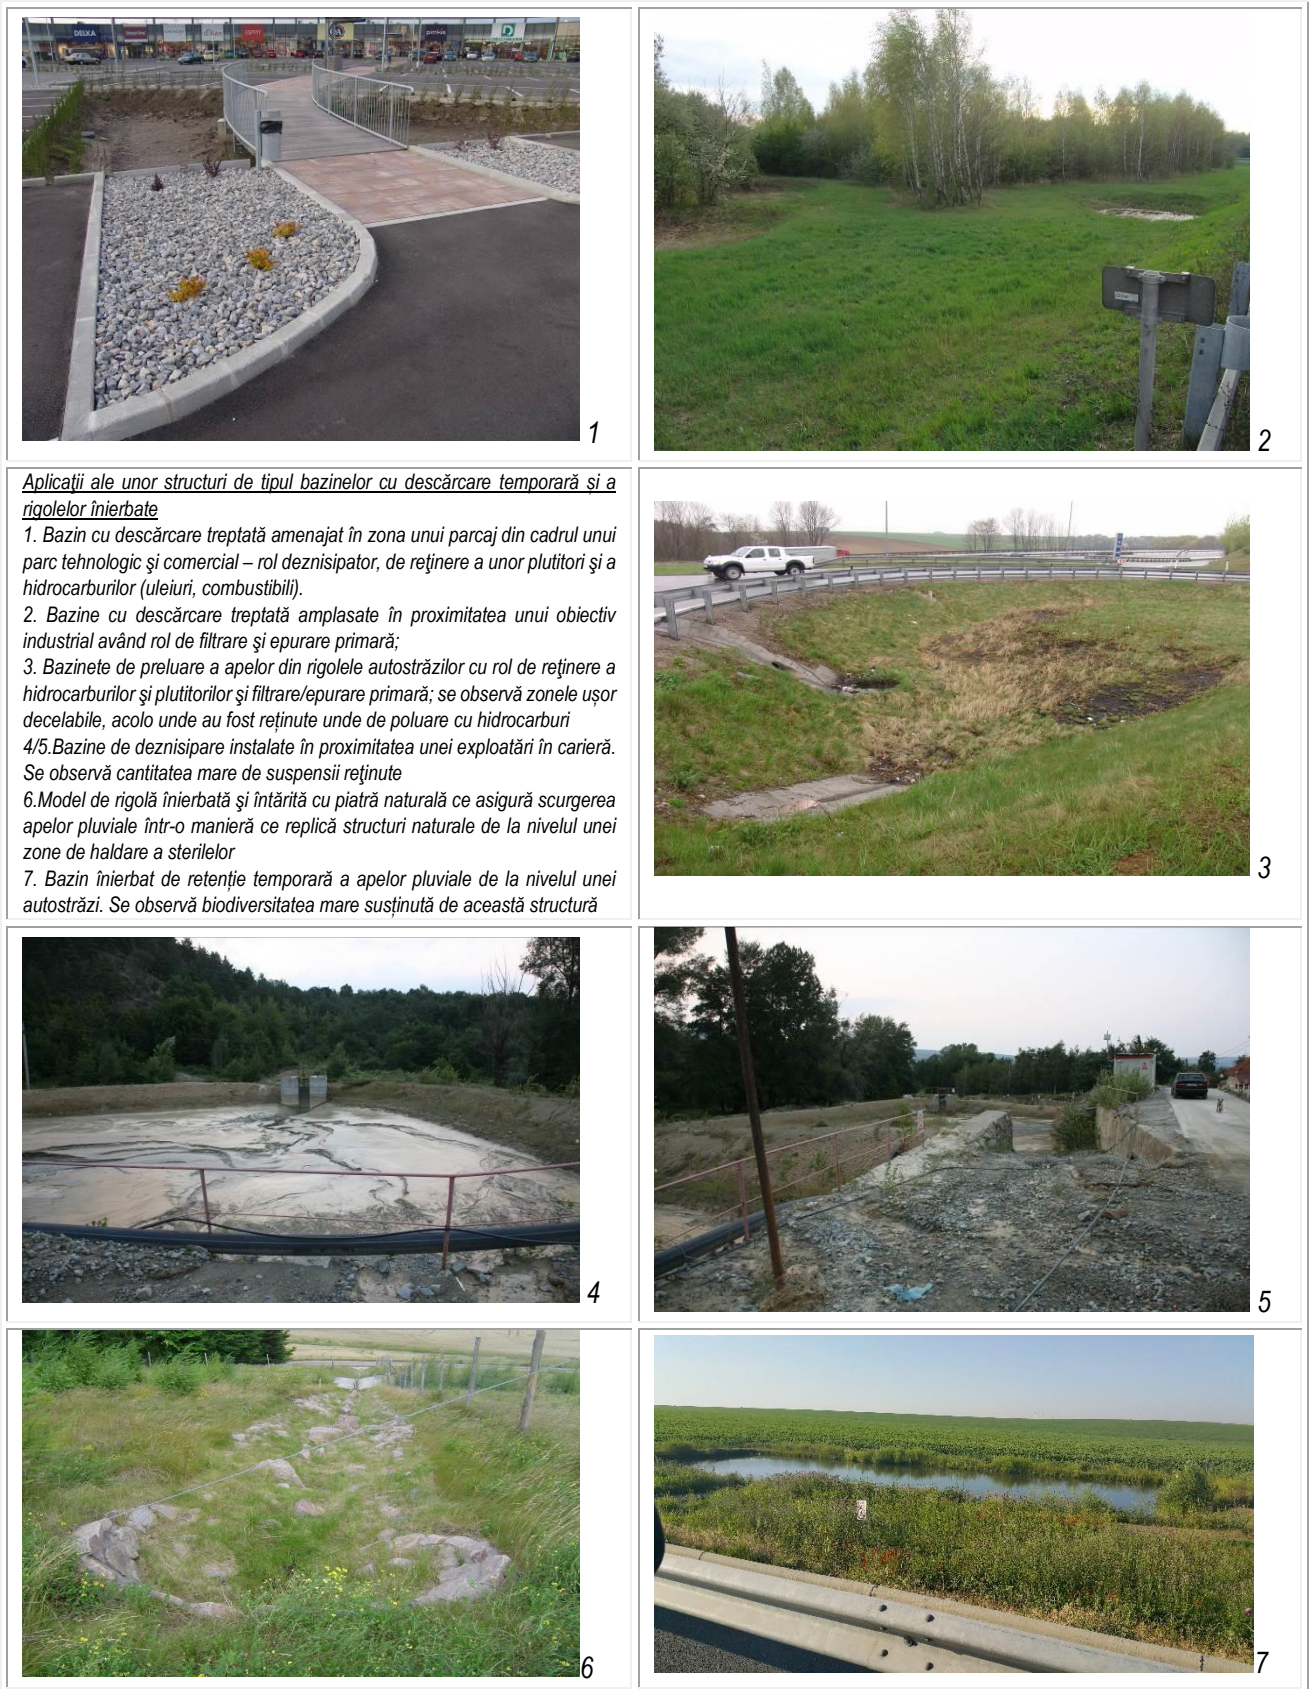 DELKA
ESPRIT
C&A
pimkie
1
2
Aplicaţii ale unor structuri de tipul bazinelor cu descărcare temporară și a
rigolelor înierbate
1. Bazin cu descărcare treptată amenajat în zona unui parcaj din cadrul unui
parc tehnologic şi comercial – rol deznisipator, de reţinere a unor plutitori şi a
hidrocarburilor (uleiuri, combustibili).
2. Bazine cu descărcare treptată amplasate în proximitatea unui obiectiv
industrial având rol de filtrare şi epurare primară;
3. Bazinete de preluare a apelor din rigolele autostrăzilor cu rol de reţinere a
hidrocarburilor şi plutitorilor şi filtrare/epurare primară; se observă zonele ușor
decelabile, acolo unde au fost reținute unde de poluare cu hidrocarburi
4/5.Bazine de deznisipare instalate în proximitatea unei exploatări în carieră.
Se observă cantitatea mare de suspensii reţinute
6.Model de rigolă înierbată şi întărită cu piatră naturală ce asigură scurgerea
apelor pluviale într-o manieră ce replică structuri naturale de la nivelul unei
zone de haldare a sterilelor
7. Bazin înierbat de retenție temporară a apelor pluviale de la nivelul unei
autostrăzi. Se observă biodiversitatea mare susținută de această structură
3
4
5
6
7